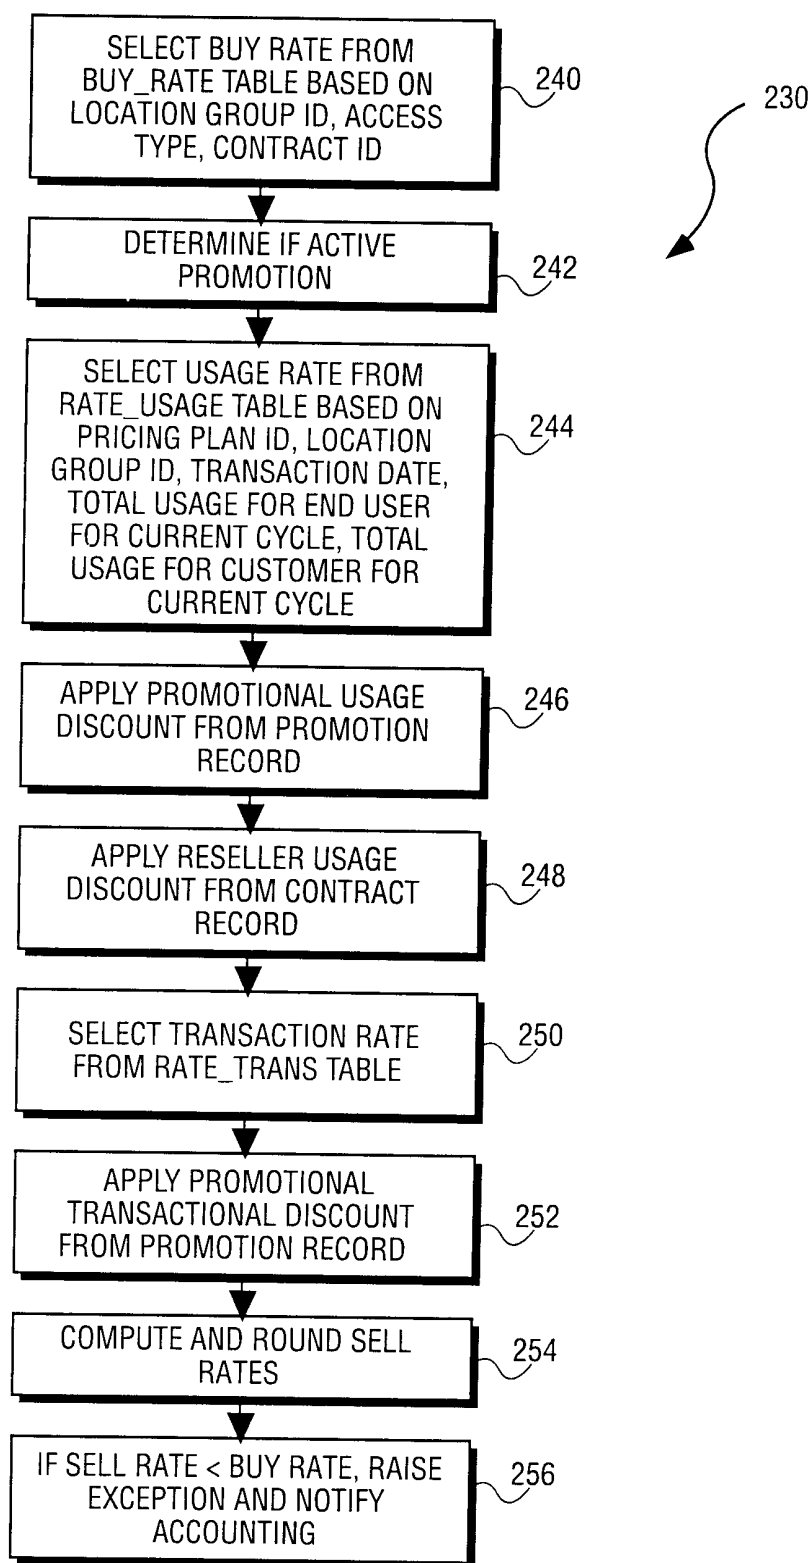 SELECT BUY RATE FROM
BUY_RATE TABLE BASED ON
LOCATION GROUP ID, ACCESS
TYPE, CONTRACT ID
240
230
DETERMINE IF ACTIVE
PROMOTION
242
SELECT USAGE RATE FROM
RATE_USAGE TABLE BASED ON
PRICING PLAN ID, LOCATION
GROUP ID, TRANSACTION DATE,
TOTAL USAGE FOR END USER
FOR CURRENT CYCLE, TOTAL
USAGE FOR CUSTOMER FOR
CURRENT CYCLE
244
APPLY PROMOTIONAL USAGE
DISCOUNT FROM PROMOTION
RECORD
246
APPLY RESELLER USAGE
DISCOUNT FROM CONTRACT
RECORD
248
SELECT TRANSACTION RATE
FROM RATE_TRANS TABLE
250
APPLY PROMOTIONAL
TRANSACTIONAL DISCOUNT
FROM PROMOTION RECORD
252
COMPUTE AND ROUND SELL
RATES
254
IF SELL RATE < BUY RATE, RAISE
EXCEPTION AND NOTIFY
ACCOUNTING
256